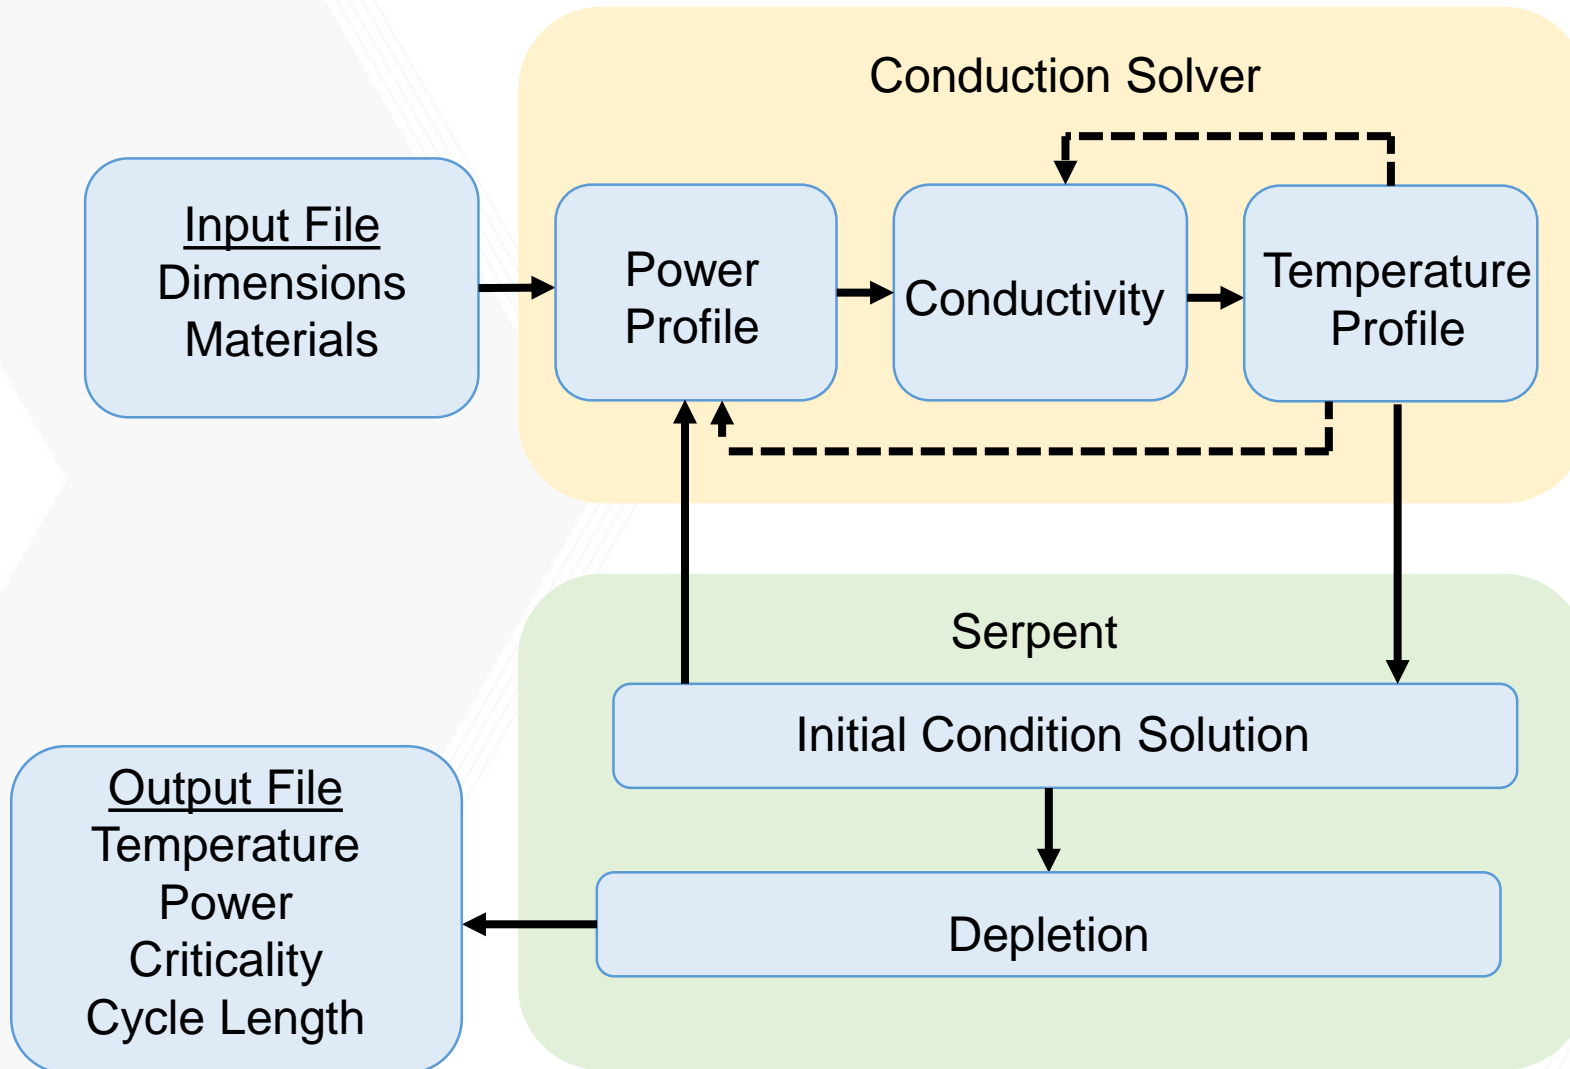 Conduction Solver
Input File
Dimensions
Materials
Power
Profile
Conductivity
Temperature
Profile
Serpent
Initial Condition Solution
Depletion
Output File
Temperature
Power
Criticality
Cycle Length